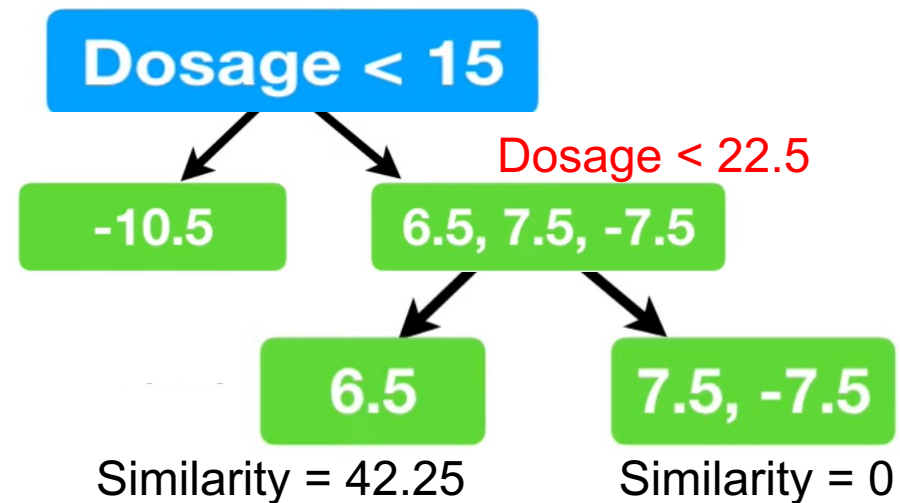 Dosage < 15
Dosage < 22.5
-10.5
6.5, 7.5, -7.5
6.5
7.5, -7.5
Similarity = 42.25
Similarity = 0